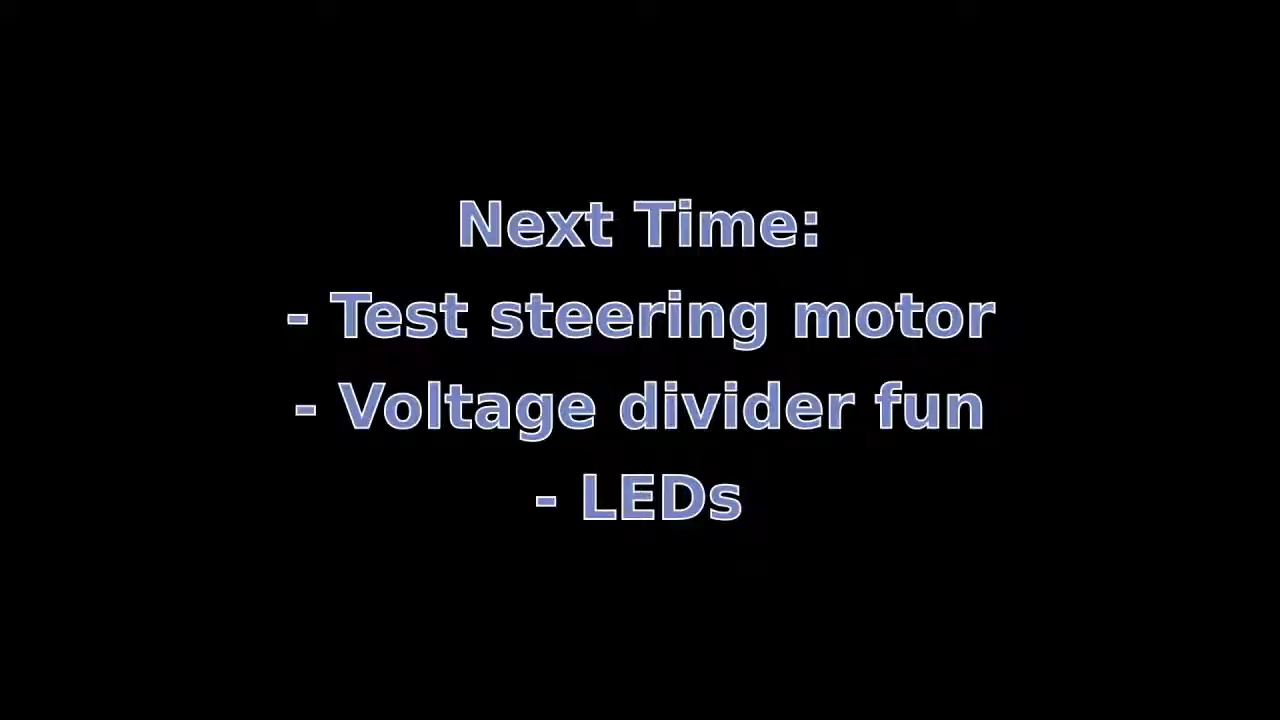 Next Time:
- Test steering motor
- Voltage divider fun
- LEDs